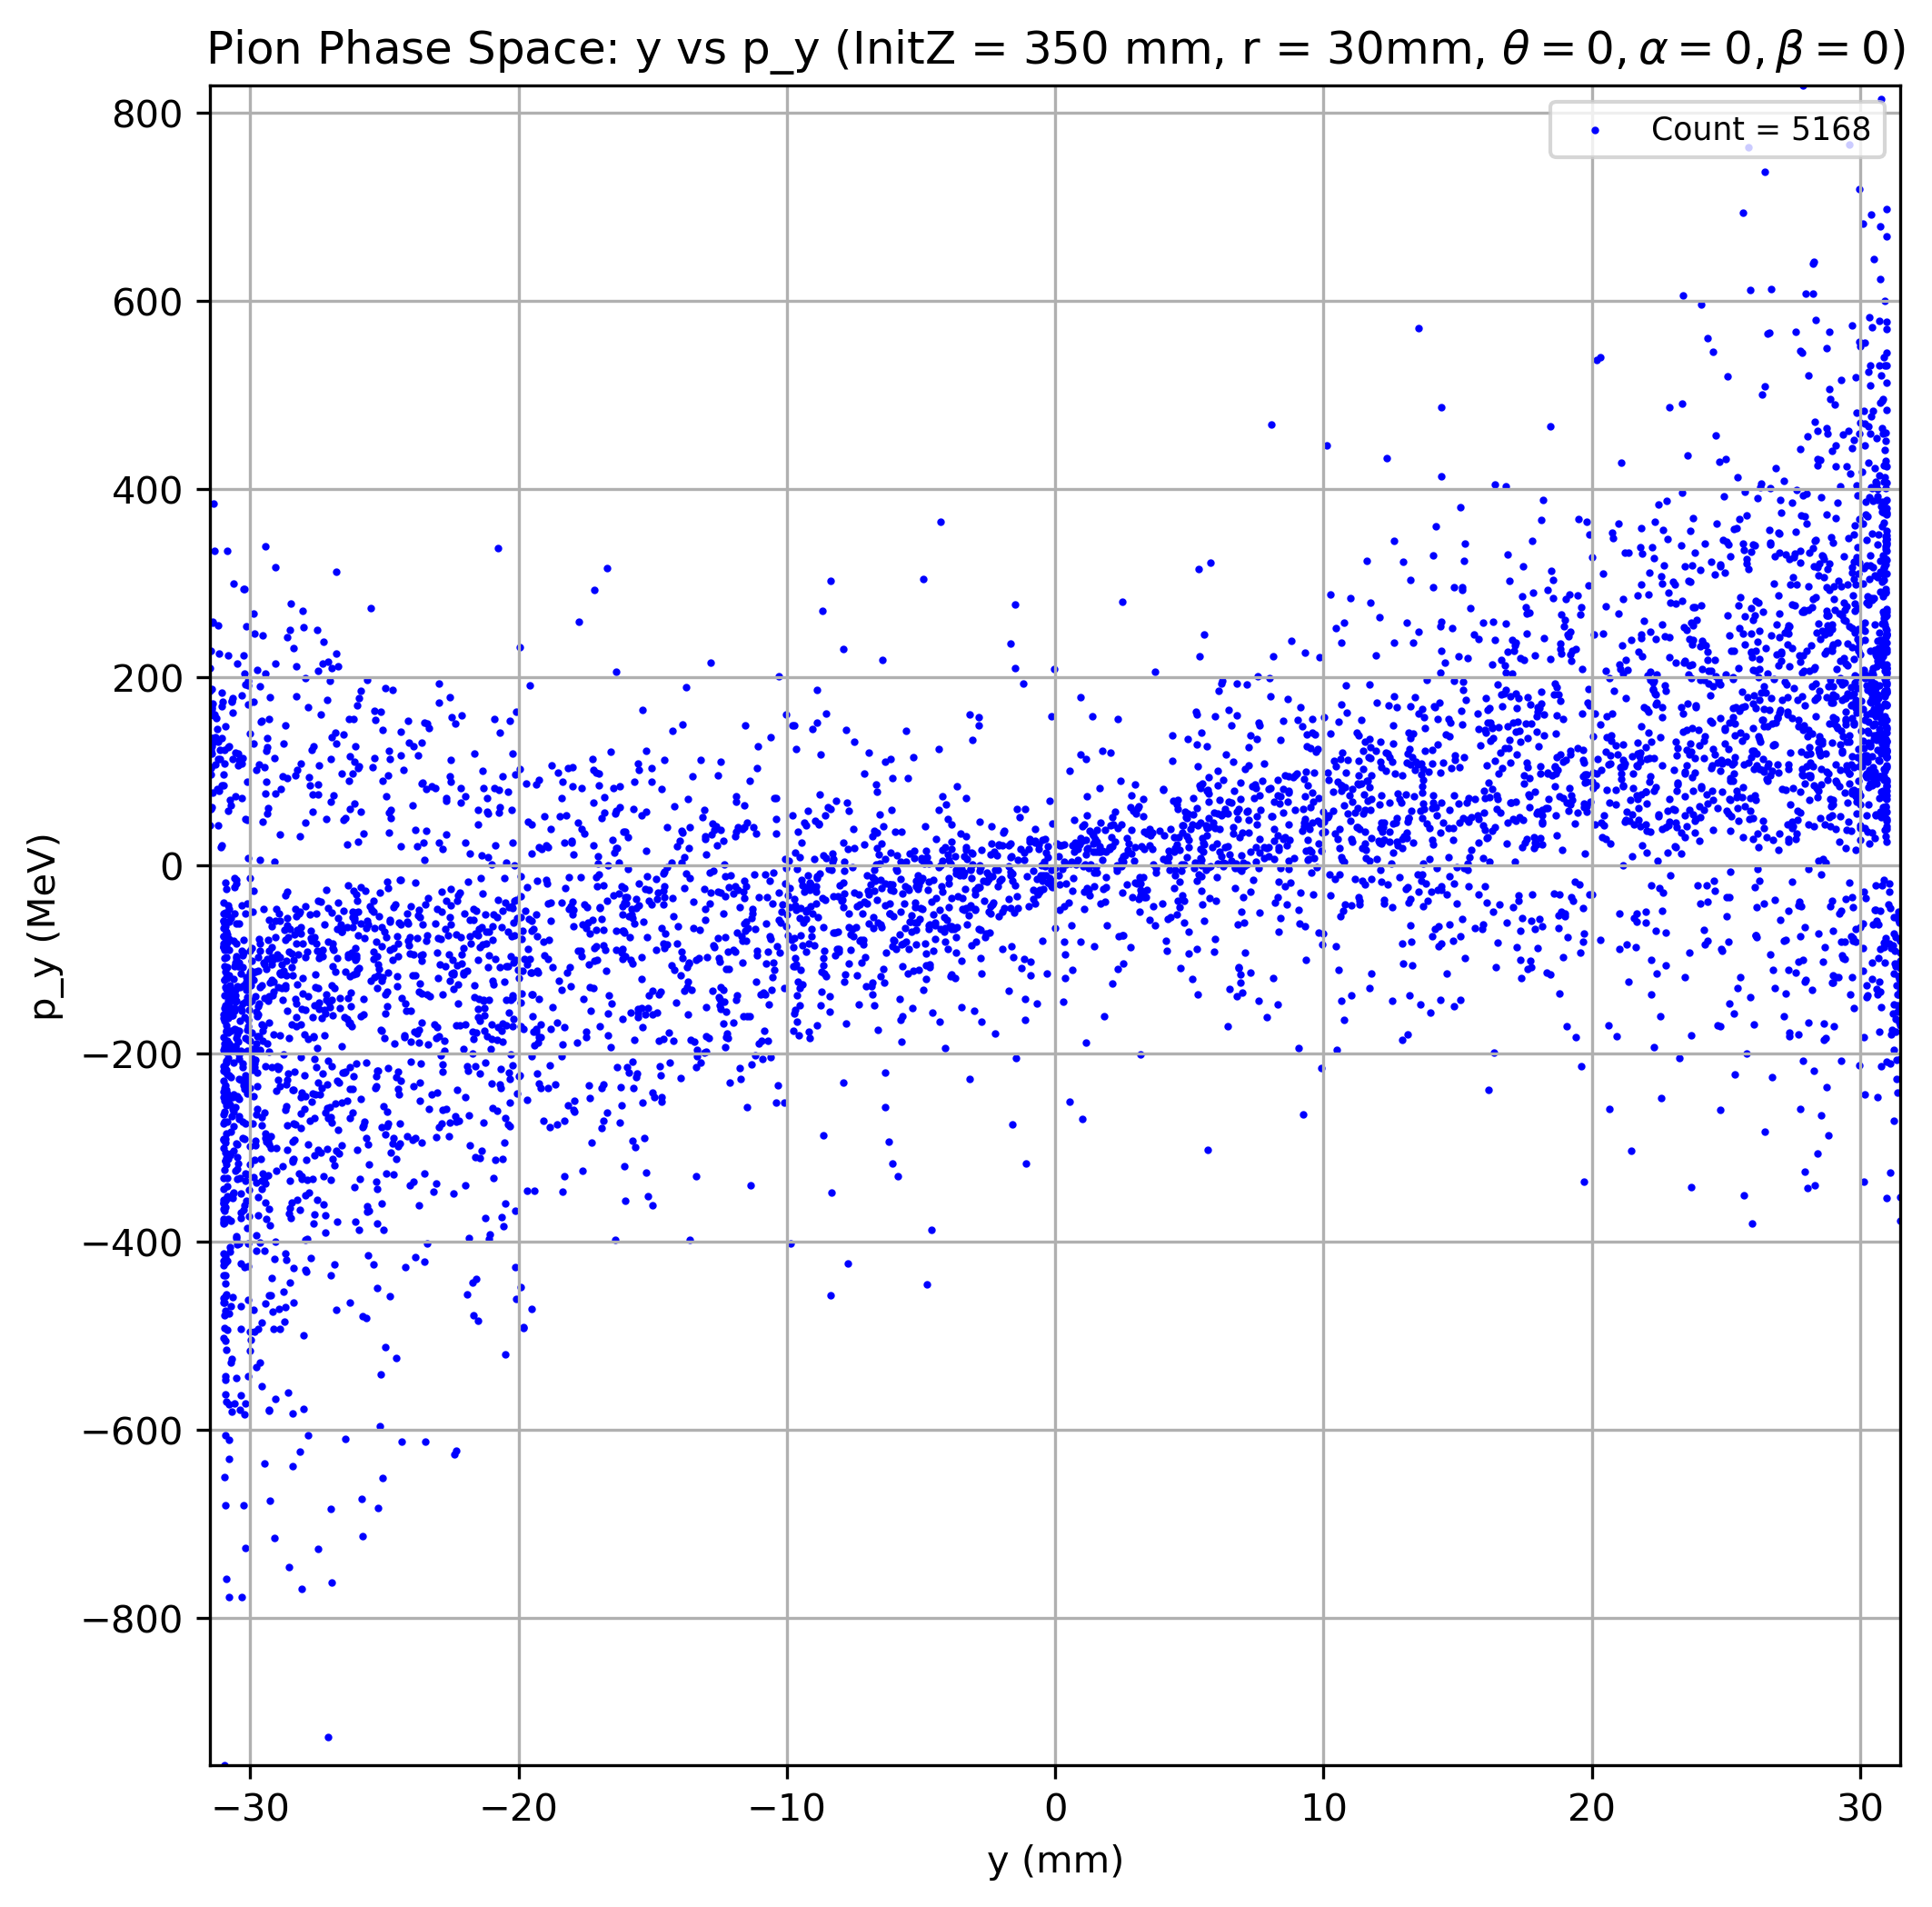 Pion Phase Space: y vs p_y (InitZ = 350 mm, r = 30mm, θ = 0, α = 0, β = 0)
Count = 5168
800
600
400
200
0
−200
−400
−600
−800
p_y (MeV)
−30 −20 −10 0 10 20 30
y (mm)